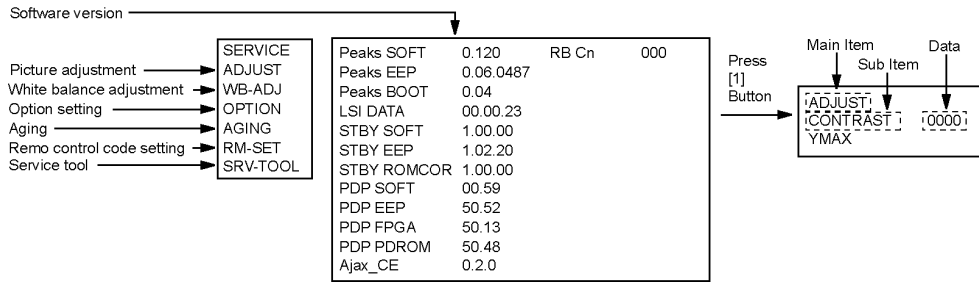 Software version
SERVICE
Picture adjustment ADJUST
White balance adjustment WB-ADJ
Option setting OPTION
Aging AGING
Remo control code setting RM-SET
Service tool SRV-TOOL
Peaks SOFT 0.120 RB Cn 000
Peaks EEP 0.06.0487
Peaks BOOT 0.04
LSI DATA 00.00.23
STBY SOFT 1.00.00
STBY EEP 1.02.20
STBY ROMCOR 1.00.00
PDP SOFT 00.59
PDP EEP 50.52
PDP FPGA 50.13
PDP PDROM 50.48
Ajax_CE 0.2.0
Press
[1]
Button
Main Item Data
Sub Item
ADJUST
CONTRAST 0000
YMAX